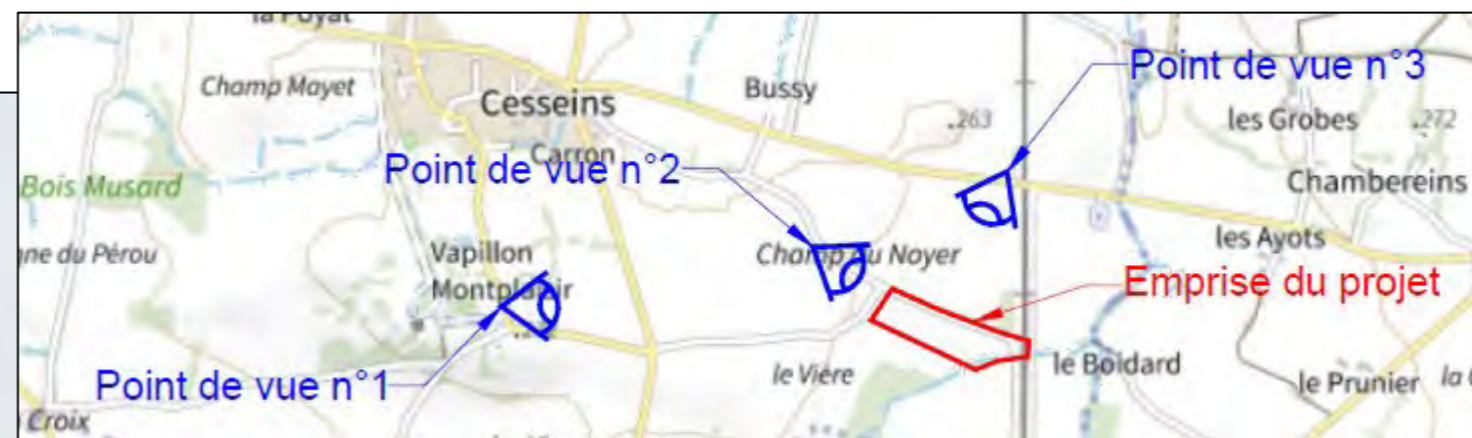 la Poyat
Champ Mayet
Cesseins
Bussy
Point de vue n°3
.263
les Grobes
.272
Carron
Point de vue n°2
Bois Musard
Chambereins
gne du Pérou
Vapillon
Champ du Noyer
les Ayots
Montplaisir
Emprise du projet
Point de vue n°1
le Vière
le Boidard
le Prunier
la
Croix